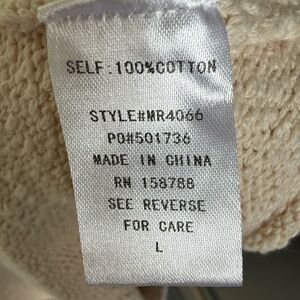 SELF:100%COTTON
STYLE#MR4066
PO#501736
MADE IN CHINA
RN 158788
SEE REVERSE
FOR CARE
L